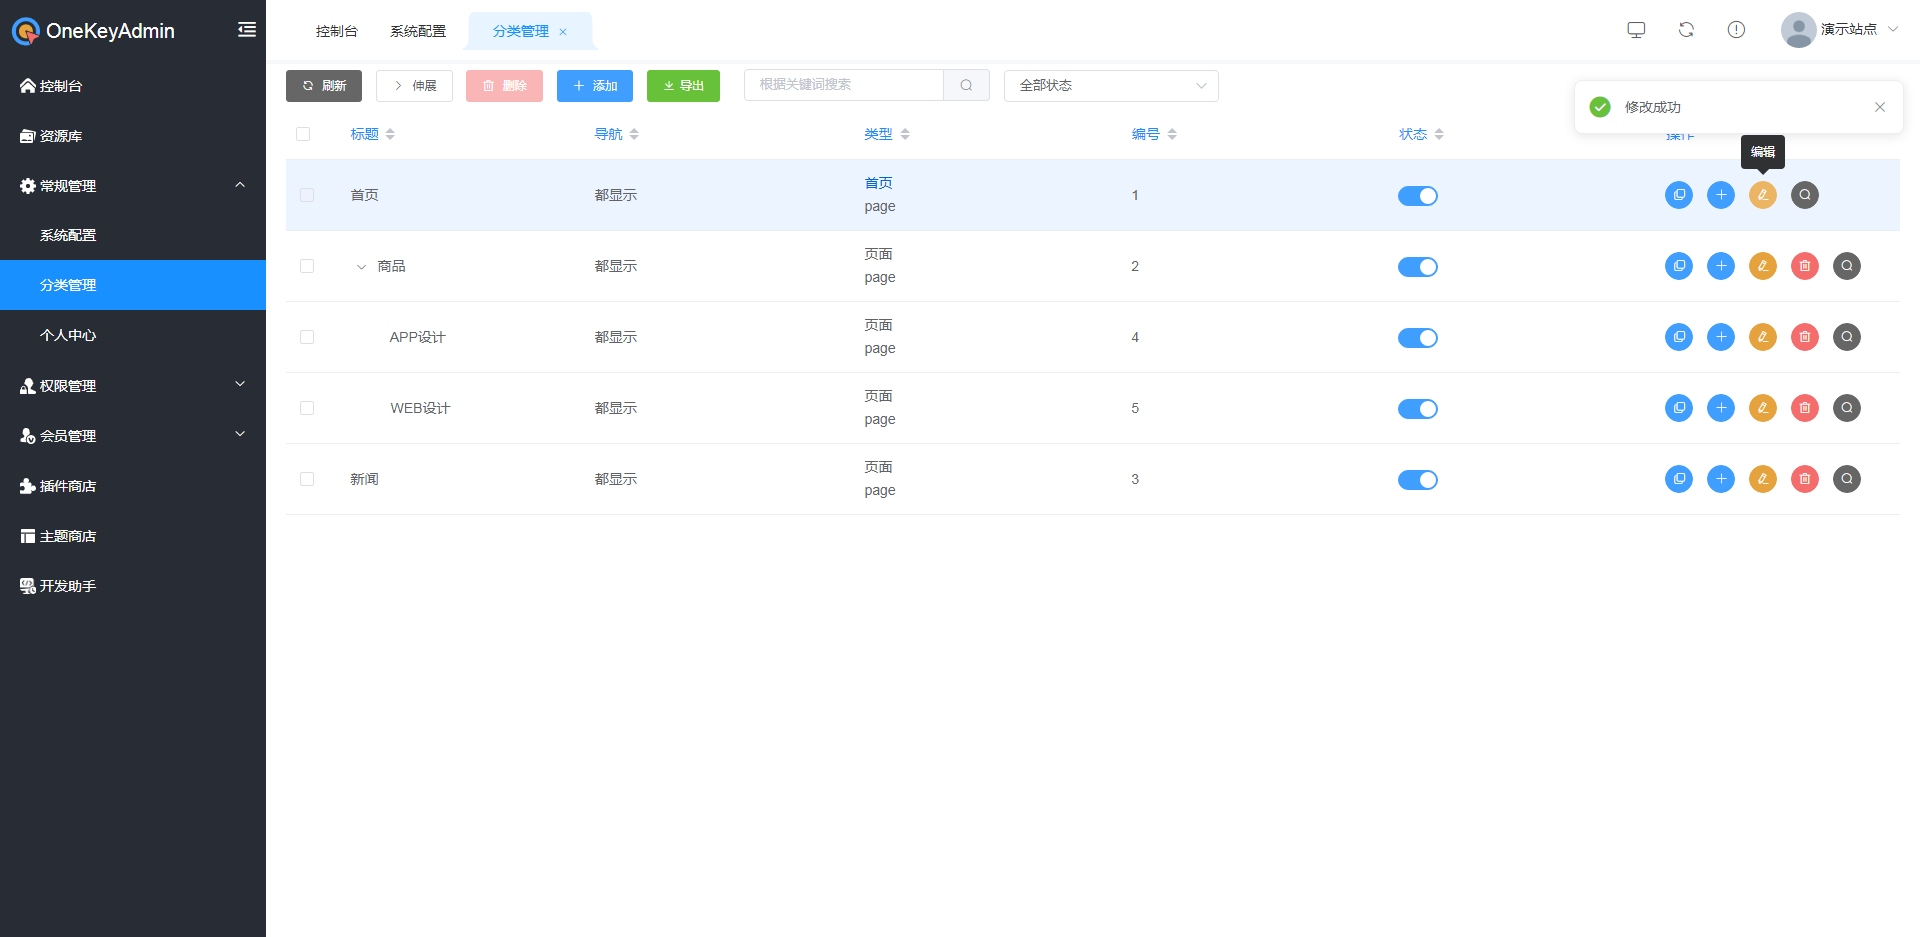 OneKeyAdmin
控制台
系统配置
分类管理
演示站点
控制台
资源库
常规管理
系统配置
分类管理
个人中心
权限管理
会员管理
插件商店
主题商店
开发助手
刷新
伸展
删除
添加
导出
根据关键词搜索
全部状态
修改成功
标题
导航
类型
编号
状态
操作
编辑
首页
都显示
首页
page
1
商品
都显示
页面
page
2
APP设计
都显示
页面
page
4
WEB设计
都显示
页面
page
5
新闻
都显示
页面
page
3